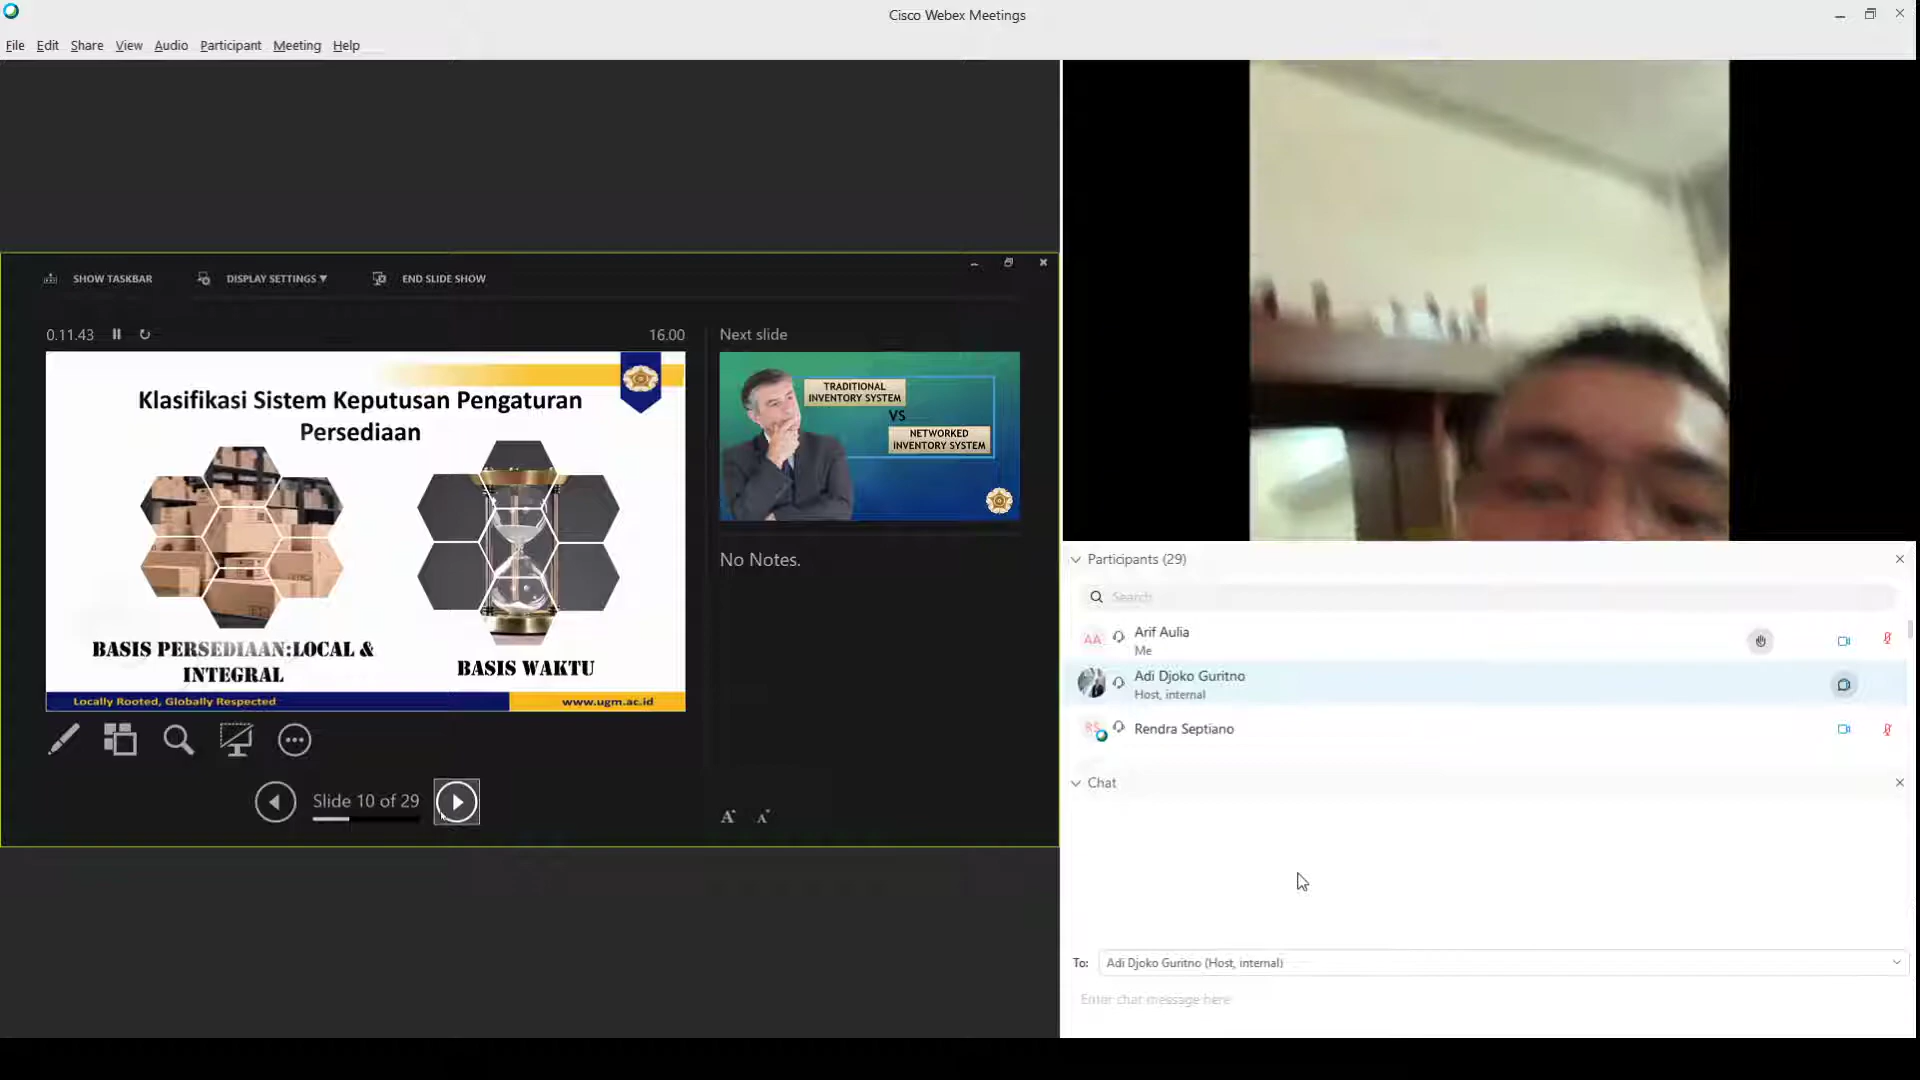 Cisco Webex Meetings
File Edit Share View Audio Participant Meeting Help
SHOW TASKBAR DISPLAY SETTINGS ▼ END SLIDE SHOW
0.11.43 16.00
Klasifikasi Sistem Keputusan Pengaturan
Persediaan
BASIS PERSEDIAAN:LOCAL &
INTEGRAL
BASIS WAKTU
Locally Rooted, Globally Respected www.ugm.ac.id
Slide 10 of 29
Next slide
TRADITIONAL
INVENTORY SYSTEM
VS
NETWORKED
INVENTORY SYSTEM
No Notes.
A A
Participants (29)
Search
AA Arif Aulia
Me
Adi Djoko Guritno
Host, internal
RS Rendra Septiano
Chat
To: Adi Djoko Guritno (Host, internal)
Enter chat message here